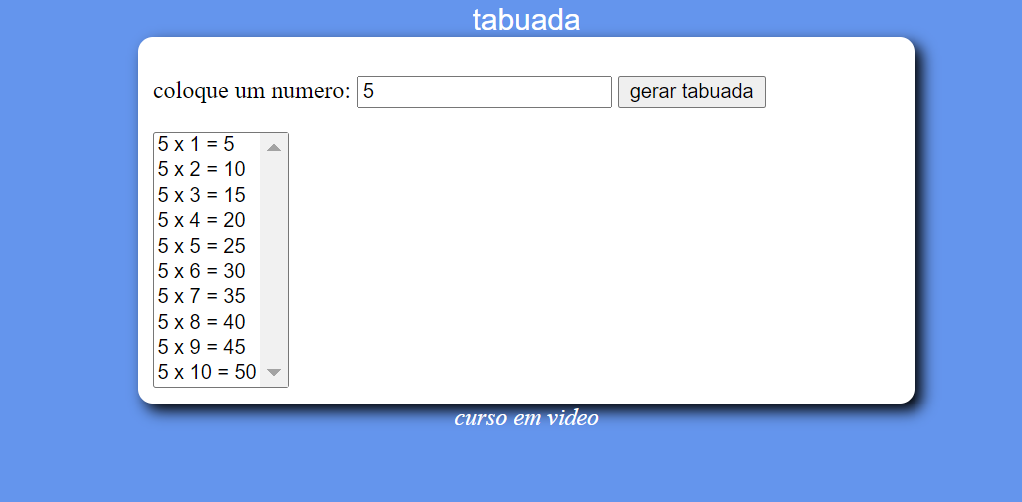 tabuada
coloque um numero: 5 gerar tabuada
5 x 1 = 5
5 x 2 = 10
5 x 3 = 15
5 x 4 = 20
5 x 5 = 25
5 x 6 = 30
5 x 7 = 35
5 x 8 = 40
5 x 9 = 45
5 x 10 = 50
curso em video